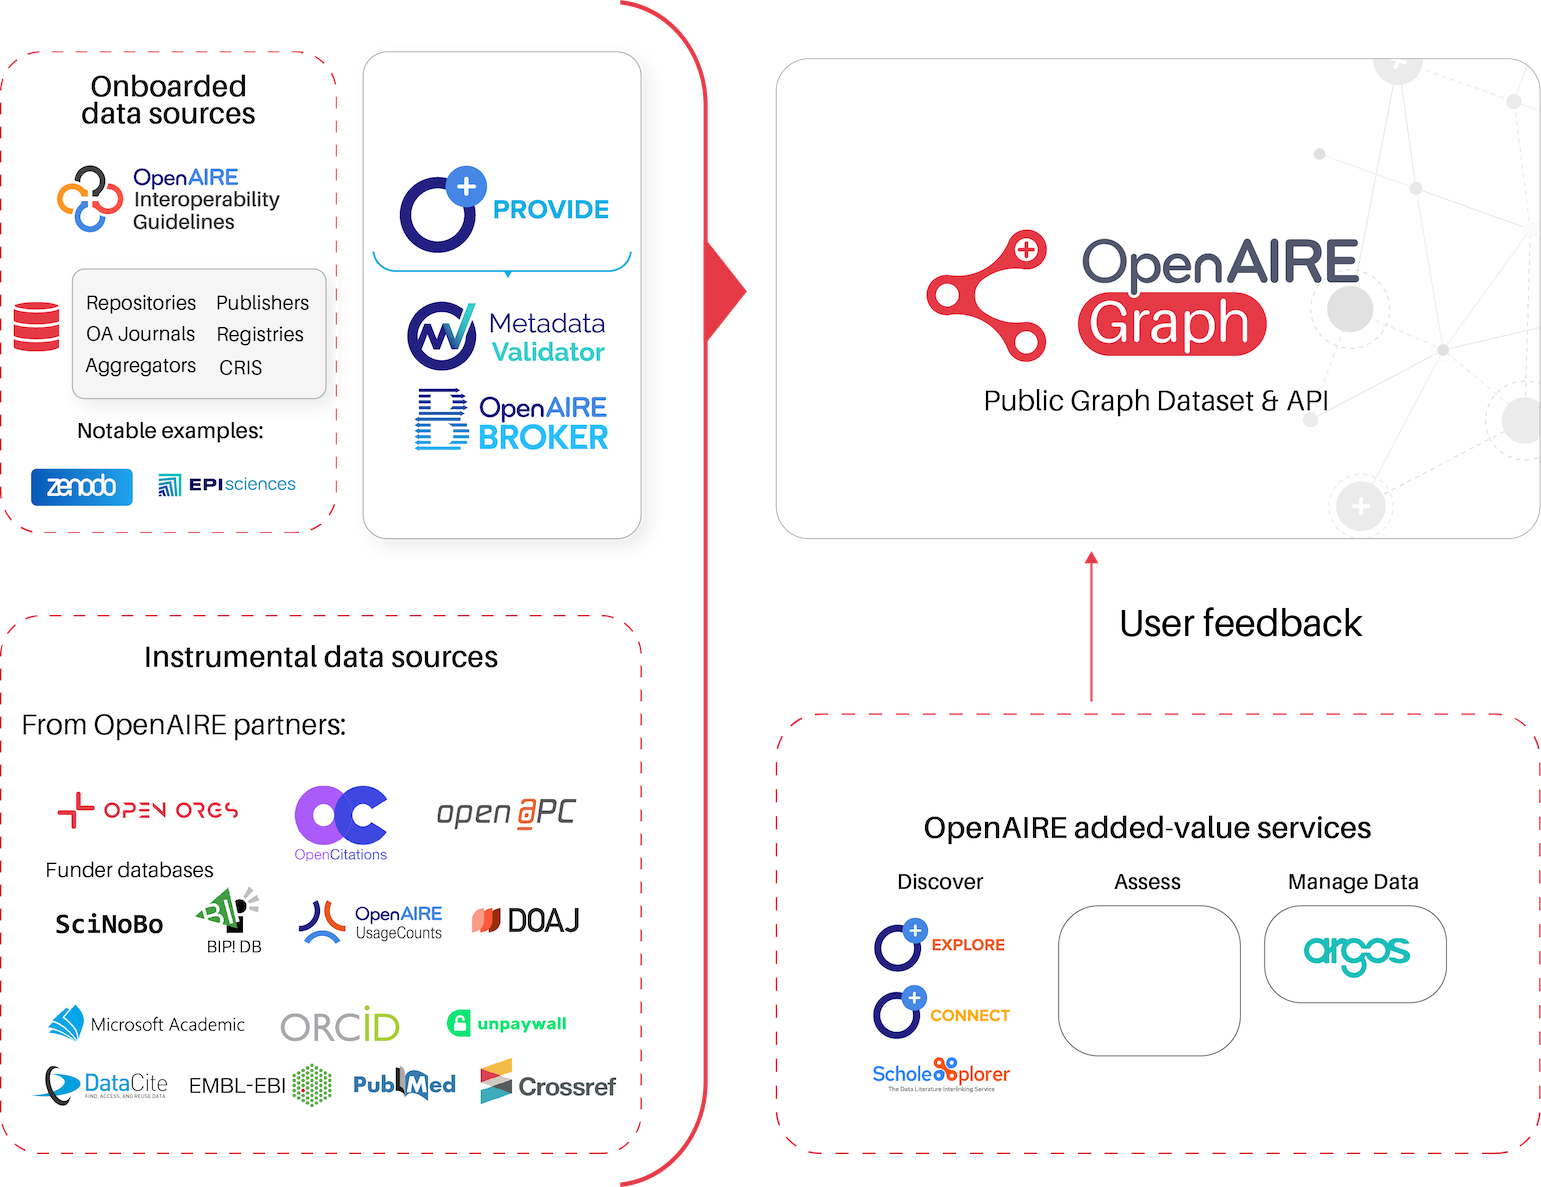 Onboarded
data sources
OpenAIRE
Interoperability
Guidelines
Repositories Publishers
OA Journals Registries
Aggregators CRIS
Notable examples:
zenodo EPIsciences
PROVIDE
Metadata
Validator
OpenAIRE
BROKER
OpenAIRE
Graph
Public Graph Dataset & API
User feedback
Instrumental data sources
From OpenAIRE partners:
OPEN ORGS
OpenCitations
open aPC
Funder databases
SciNoBo
BIP!
BIP! DB
OpenAIRE
UsageCounts
DOAJ
Microsoft Academic
ORCID
unpaywall
DataCite
FIND, ACCESS, AND REUSE DATA
EMBL-EBI
PubMed
Crossref
OpenAIRE added-value services
Discover Assess Manage Data
EXPLORE
CONNECT
ScholeXplorer
The Data Literature Interlinking Service
argos